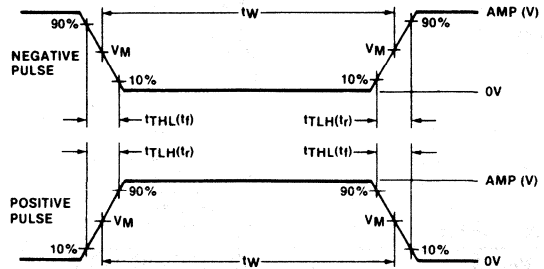 tW
90% 90% AMP (V)
NEGATIVE VM VM
PULSE
10% 10%
0V
tTHL(tf) tTLH(tr)
tTLH(tr) tTHL(tf)
AMP (V)
90% 90%
POSITIVE
PULSE VM VM
10% 10%
tW 0V